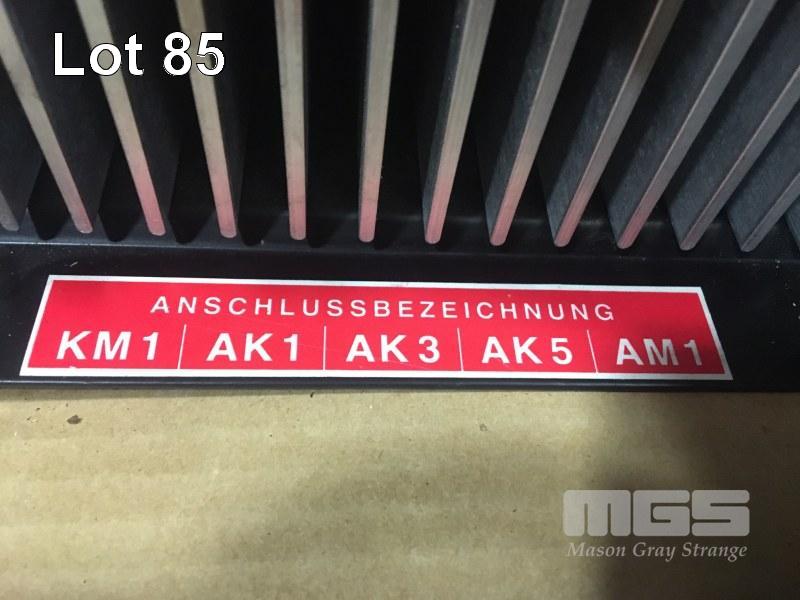 Lot 85
ANSCHLUSSBEZEICHNUNG
KM1 AK1 AK3 AK5 AM1
MGS
Mason Gray Strange